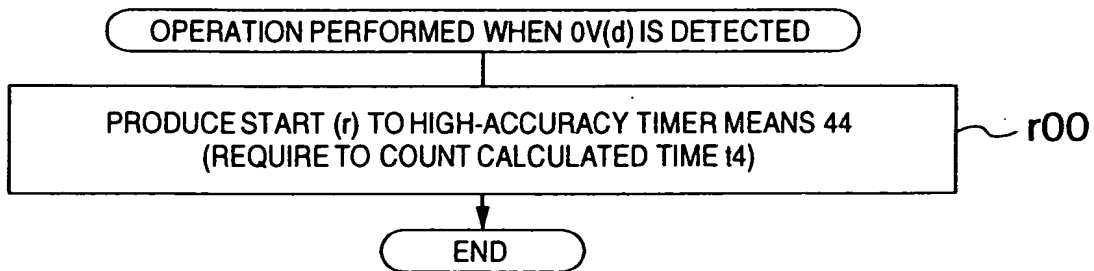 OPERATION PERFORMED WHEN 0V(d) IS DETECTED
PRODUCE START (r) TO HIGH-ACCURACY TIMER MEANS 44
(REQUIRE TO COUNT CALCULATED TIME t4)
r00
END